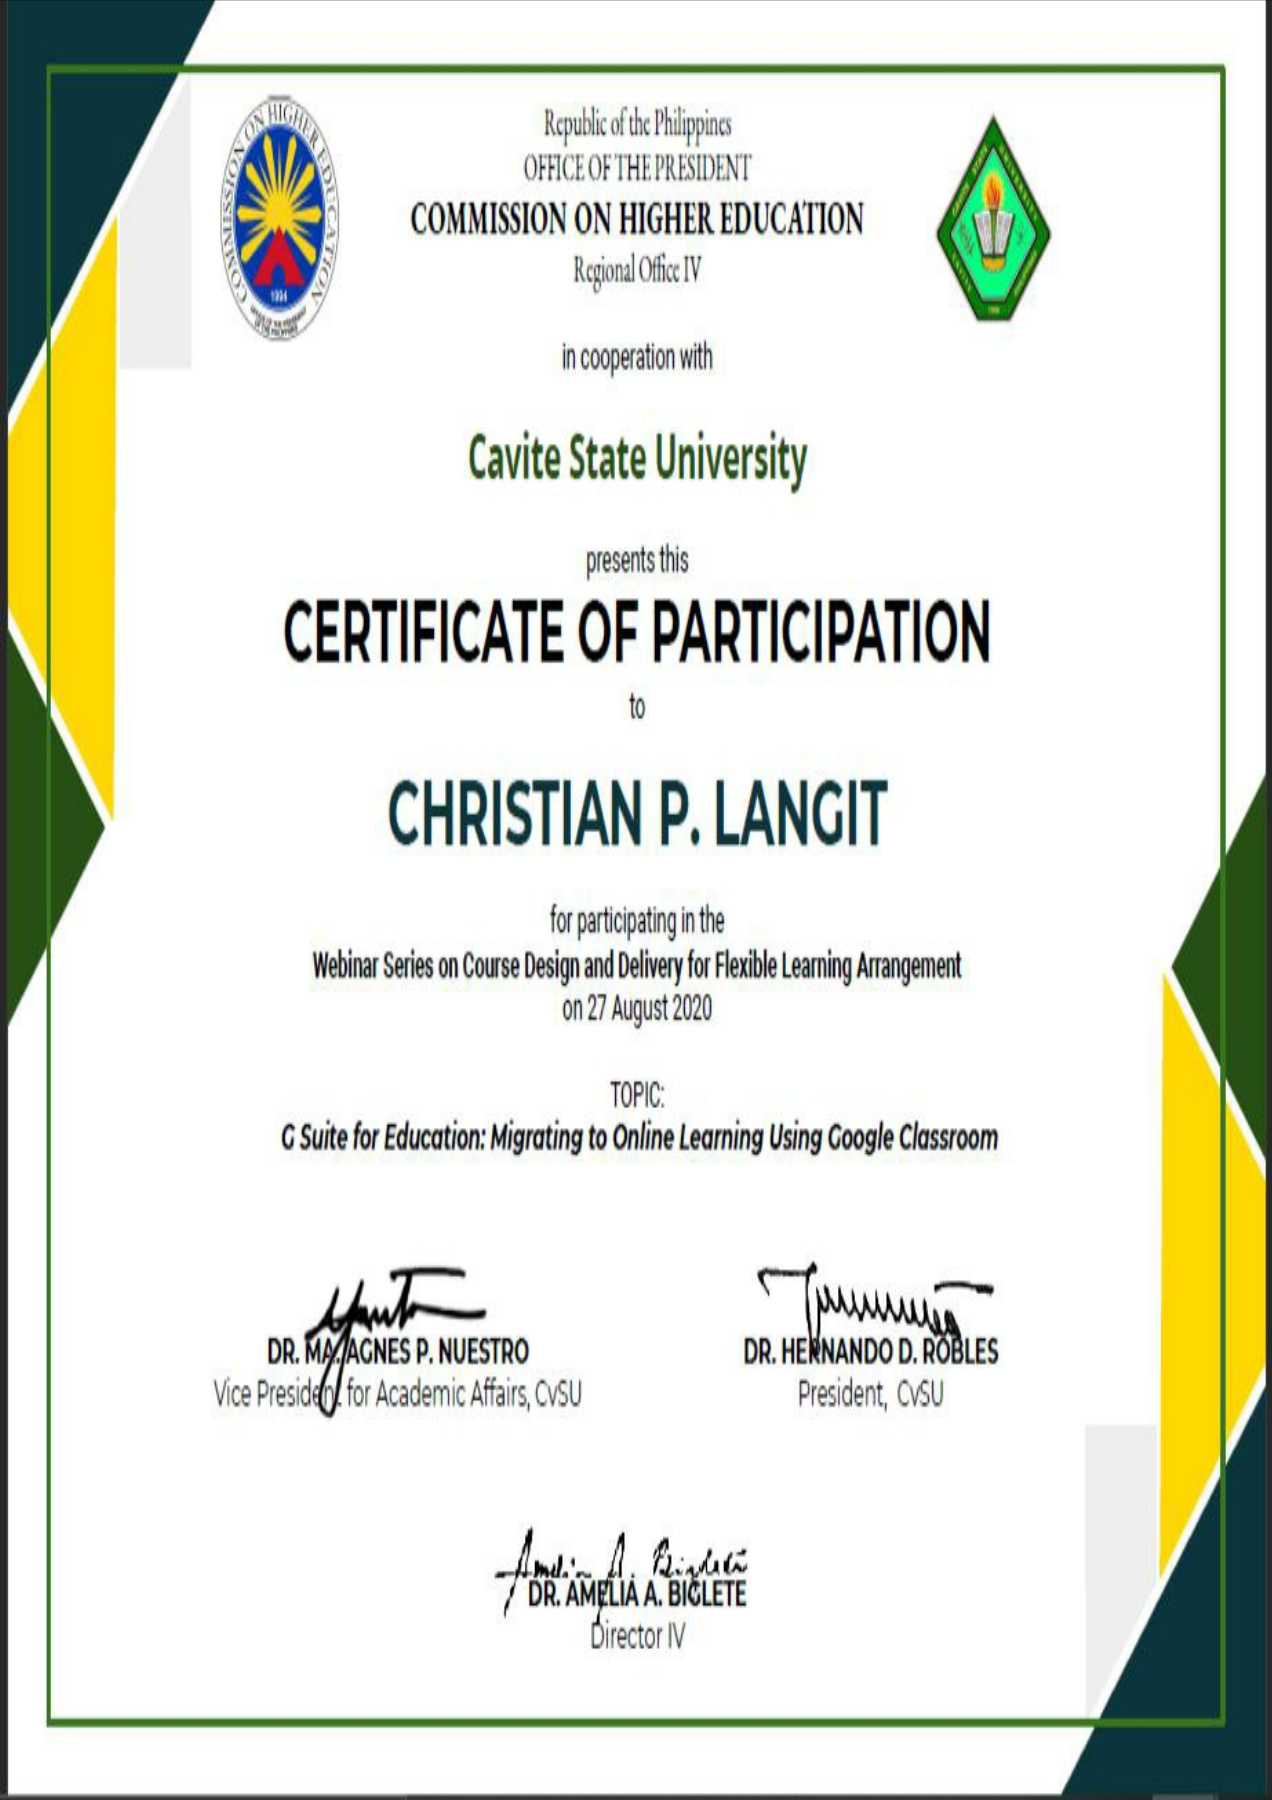 COMMISSION ON HIGHER EDUCATION
1994
Republic of the Philippines
OFFICE OF THE PRESIDENT
COMMISSION ON HIGHER EDUCATION
Regional Office IV
in cooperation with
Cavite State University
presents this
CERTIFICATE OF PARTICIPATION
to
CHRISTIAN P. LANGIT
for participating in the
Webinar Series on Course Design and Delivery for Flexible Learning Arrangement
on 27 August 2020
TOPIC:
G Suite for Education: Migrating to Online Learning Using Google Classroom
DR. MA. AGNES P. NUESTRO
Vice President for Academic Affairs, CvSU
DR. HERNANDO D. ROBLES
President, CvSU
DR. AMELIA A. BIGLETE
Director IV